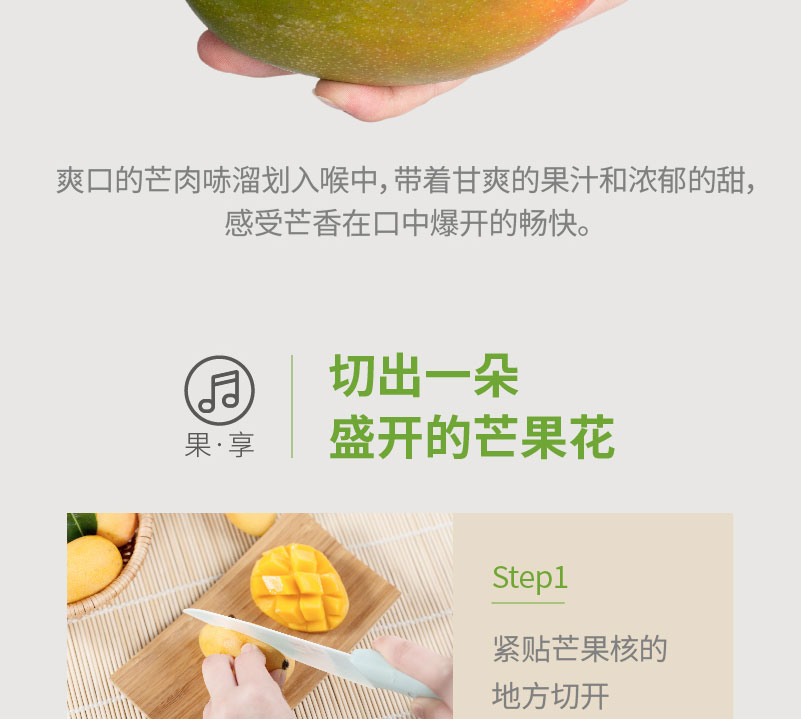 爽口的芒肉哧溜划入喉中，带着甘爽的果汁和浓郁的甜，
感受芒香在口中爆开的畅快。
果·享
切出一朵
盛开的芒果花
Step1
紧贴芒果核的
地方切开